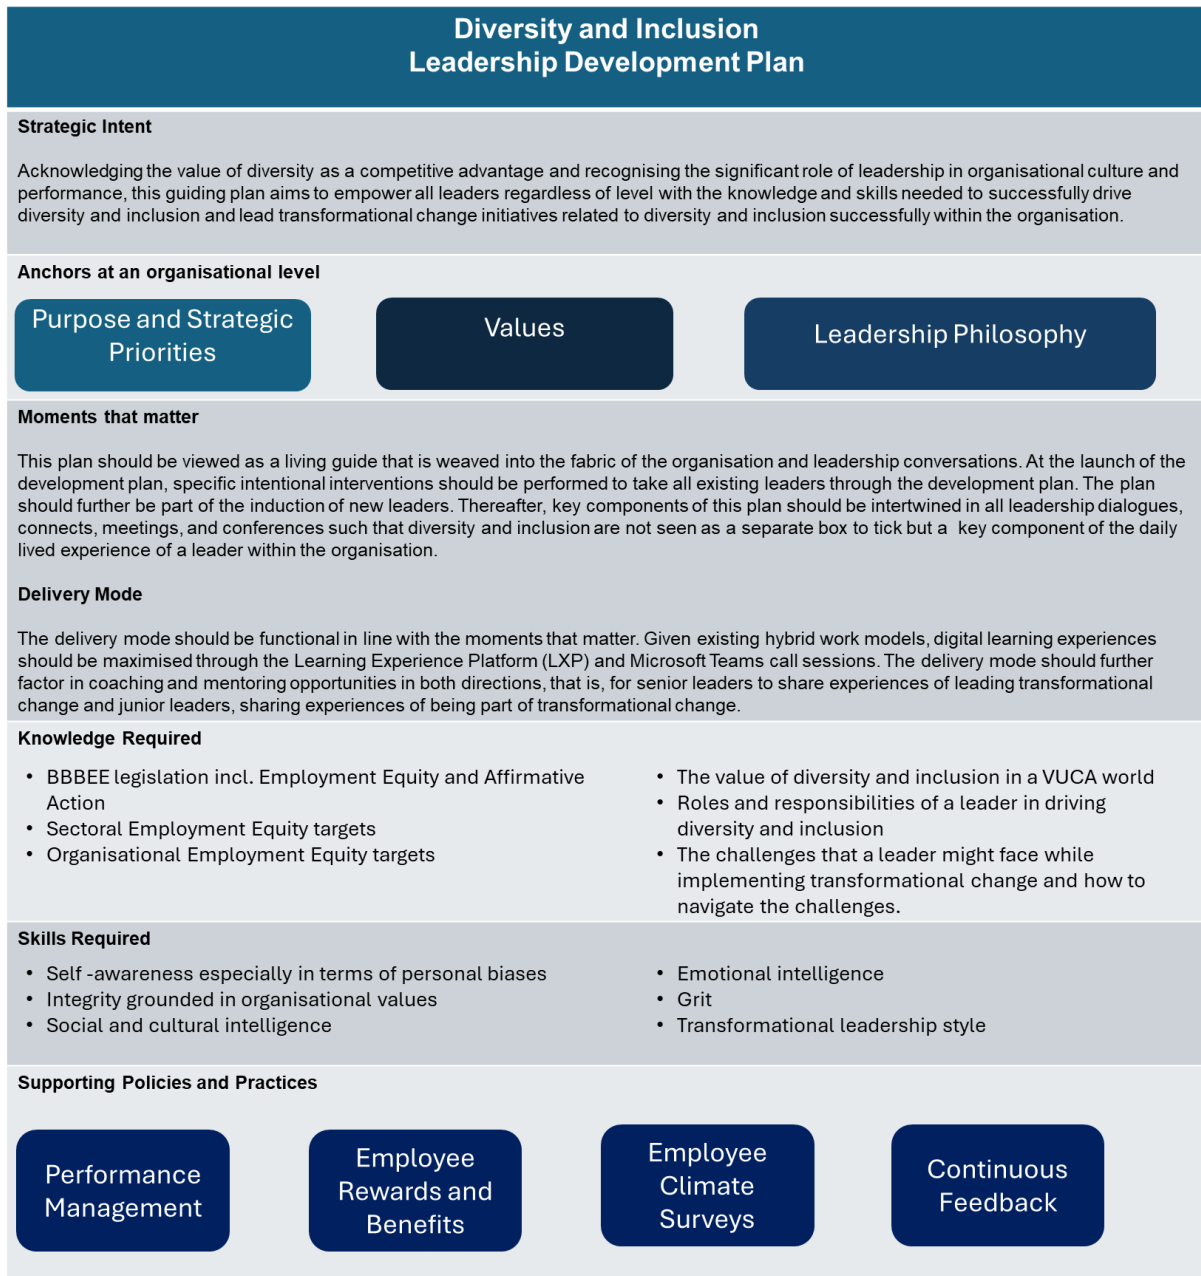 Diversity and Inclusion
Leadership Development Plan
Strategic Intent
Acknowledging the value of diversity as a competitive advantage and recognising the significant role of leadership in organisational culture and
performance, this guiding plan aims to empower all leaders regardless of level with the knowledge and skills needed to successfully drive
diversity and inclusion and lead transformational change initiatives related to diversity and inclusion successfully within the organisation.
Anchors at an organisational level
Purpose and Strategic
Priorities
Values
Leadership Philosophy
Moments that matter
This plan should be viewed as a living guide that is weaved into the fabric of the organisation and leadership conversations. At the launch of the
development plan, specific intentional interventions should be performed to take all existing leaders through the development plan. The plan
should further be part of the induction of new leaders. Thereafter, key components of this plan should be intertwined in all leadership dialogues,
connects, meetings, and conferences such that diversity and inclusion are not seen as a separate box to tick but a key component of the daily
lived experience of a leader within the organisation.
Delivery Mode
The delivery mode should be functional in line with the moments that matter. Given existing hybrid work models, digital learning experiences
should be maximised through the Learning Experience Platform (LXP) and Microsoft Teams call sessions. The delivery mode should further
factor in coaching and mentoring opportunities in both directions, that is, for senior leaders to share experiences of leading transformational
change and junior leaders, sharing experiences of being part of transformational change.
Knowledge Required
• BBBEE legislation incl. Employment Equity and Affirmative
Action
• Sectoral Employment Equity targets
• Organisational Employment Equity targets
• The value of diversity and inclusion in a VUCA world
• Roles and responsibilities of a leader in driving
diversity and inclusion
• The challenges that a leader might face while
implementing transformational change and how to
navigate the challenges.
Skills Required
• Self -awareness especially in terms of personal biases
• Integrity grounded in organisational values
• Social and cultural intelligence
• Emotional intelligence
• Grit
• Transformational leadership style
Supporting Policies and Practices
Performance
Management
Employee
Rewards and
Benefits
Employee
Climate
Surveys
Continuous
Feedback